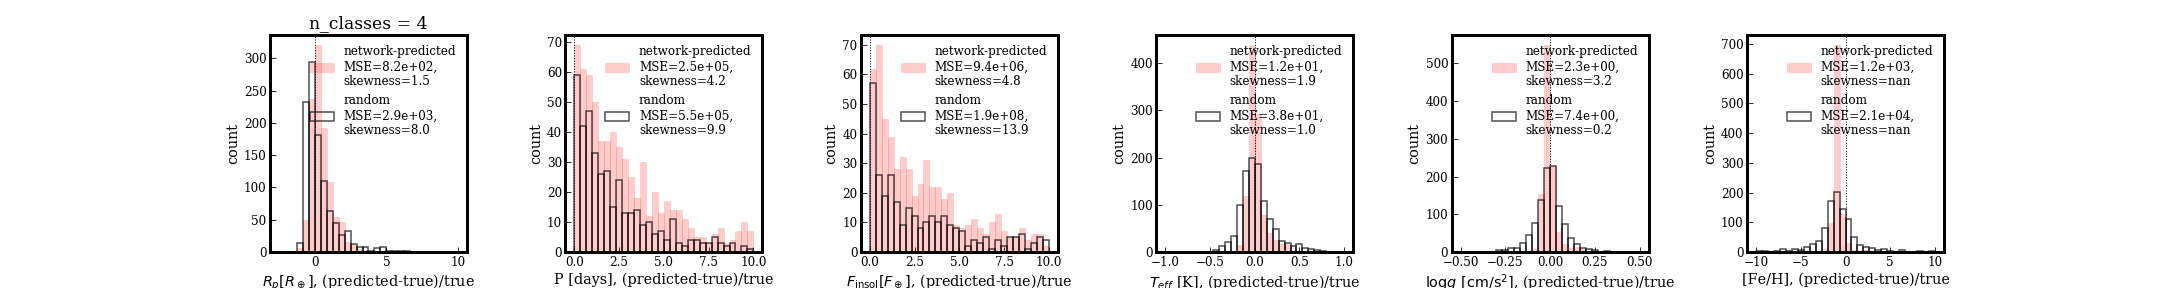 n_classes = 4
count
300
250
200
150
100
50
0
network-predicted
MSE=8.2e+02,
skewness=1.5
random
MSE=2.9e+03,
skewness=8.0
0 5 10
R_p[R_⊕], (predicted-true)/true
count
70
60
50
40
30
20
10
0
network-predicted
MSE=2.5e+05,
skewness=4.2
random
MSE=5.5e+05,
skewness=9.9
0.0 2.5 5.0 7.5 10.0
P [days], (predicted-true)/true
count
70
60
50
40
30
20
10
0
network-predicted
MSE=9.4e+06,
skewness=4.8
random
MSE=1.9e+08,
skewness=13.9
0.0 2.5 5.0 7.5 10.0
F_insol[F_⊕], (predicted-true)/true
count
400
300
200
100
0
network-predicted
MSE=1.2e+01,
skewness=1.9
random
MSE=3.8e+01,
skewness=1.0
−1.0 −0.5 0.0 0.5 1.0
T_eff [K], (predicted-true)/true
count
500
400
300
200
100
0
network-predicted
MSE=2.3e+00,
skewness=3.2
random
MSE=7.4e+00,
skewness=0.2
−0.50 −0.25 0.00 0.25 0.50
logg [cm/s²], (predicted-true)/true
count
700
600
500
400
300
200
100
0
network-predicted
MSE=1.2e+03,
skewness=nan
random
MSE=2.1e+04,
skewness=nan
−10 −5 0 5 10
[Fe/H], (predicted-true)/true